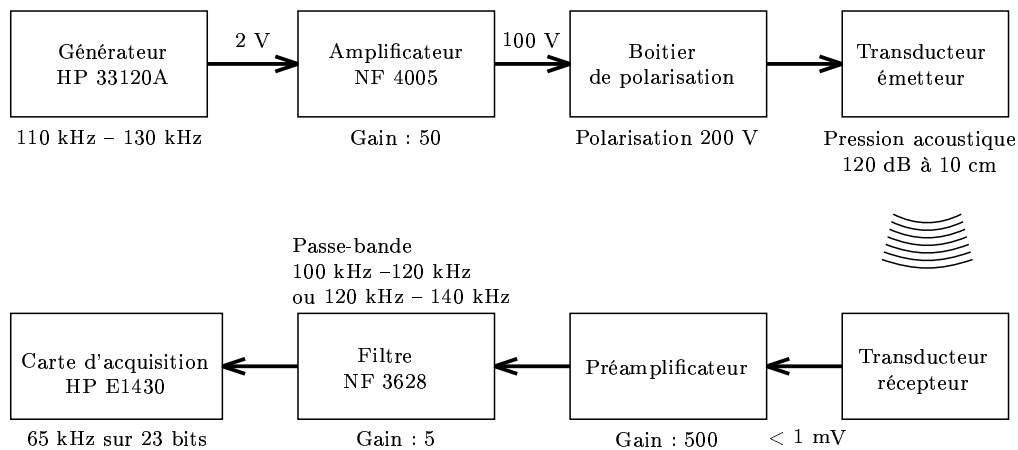 Générateur
HP 33120A
110 kHz – 130 kHz
2 V
Amplificateur
NF 4005
Gain : 50
100 V
Boitier
de polarisation
Polarisation 200 V
Transducteur
émetteur
Pression acoustique
120 dB à 10 cm
Passe-bande
100 kHz –120 kHz
ou 120 kHz – 140 kHz
Carte d'acquisition
HP E1430
65 kHz sur 23 bits
Filtre
NF 3628
Gain : 5
Préamplificateur
Gain : 500
< 1 mV
Transducteur
récepteur